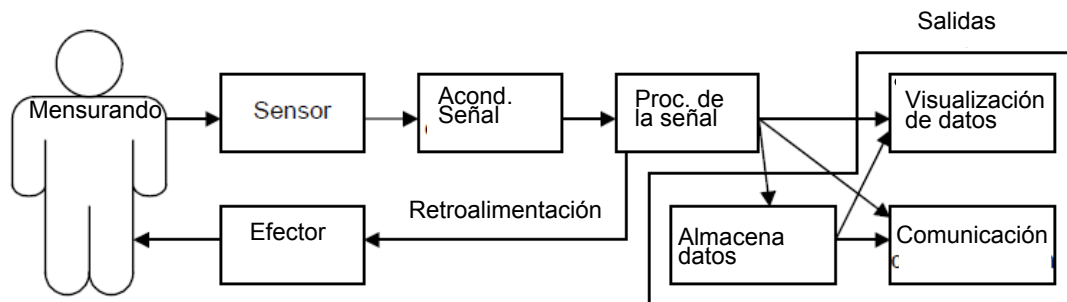 Salidas
Mensurando
Sensor
Acond.
Señal
Proc. de
la señal
Visualización
de datos
Retroalimentación
Efector
Almacena
datos
Comunicación